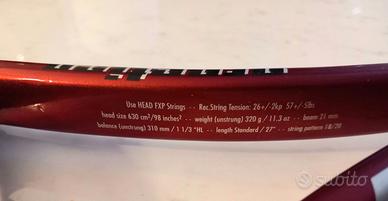 Use HEAD FXP Strings -- Rec.String Tension: 26+/-2kp 57+/-5lbs
head size 630 cm²/98 inches² -- weight (unstrung) 320 g / 11.3 oz -- beam 21 mm
balance (unstrung) 310 mm / 1 1/3 "HL -- length Standard / 27" -- string pattern 18/20
subito